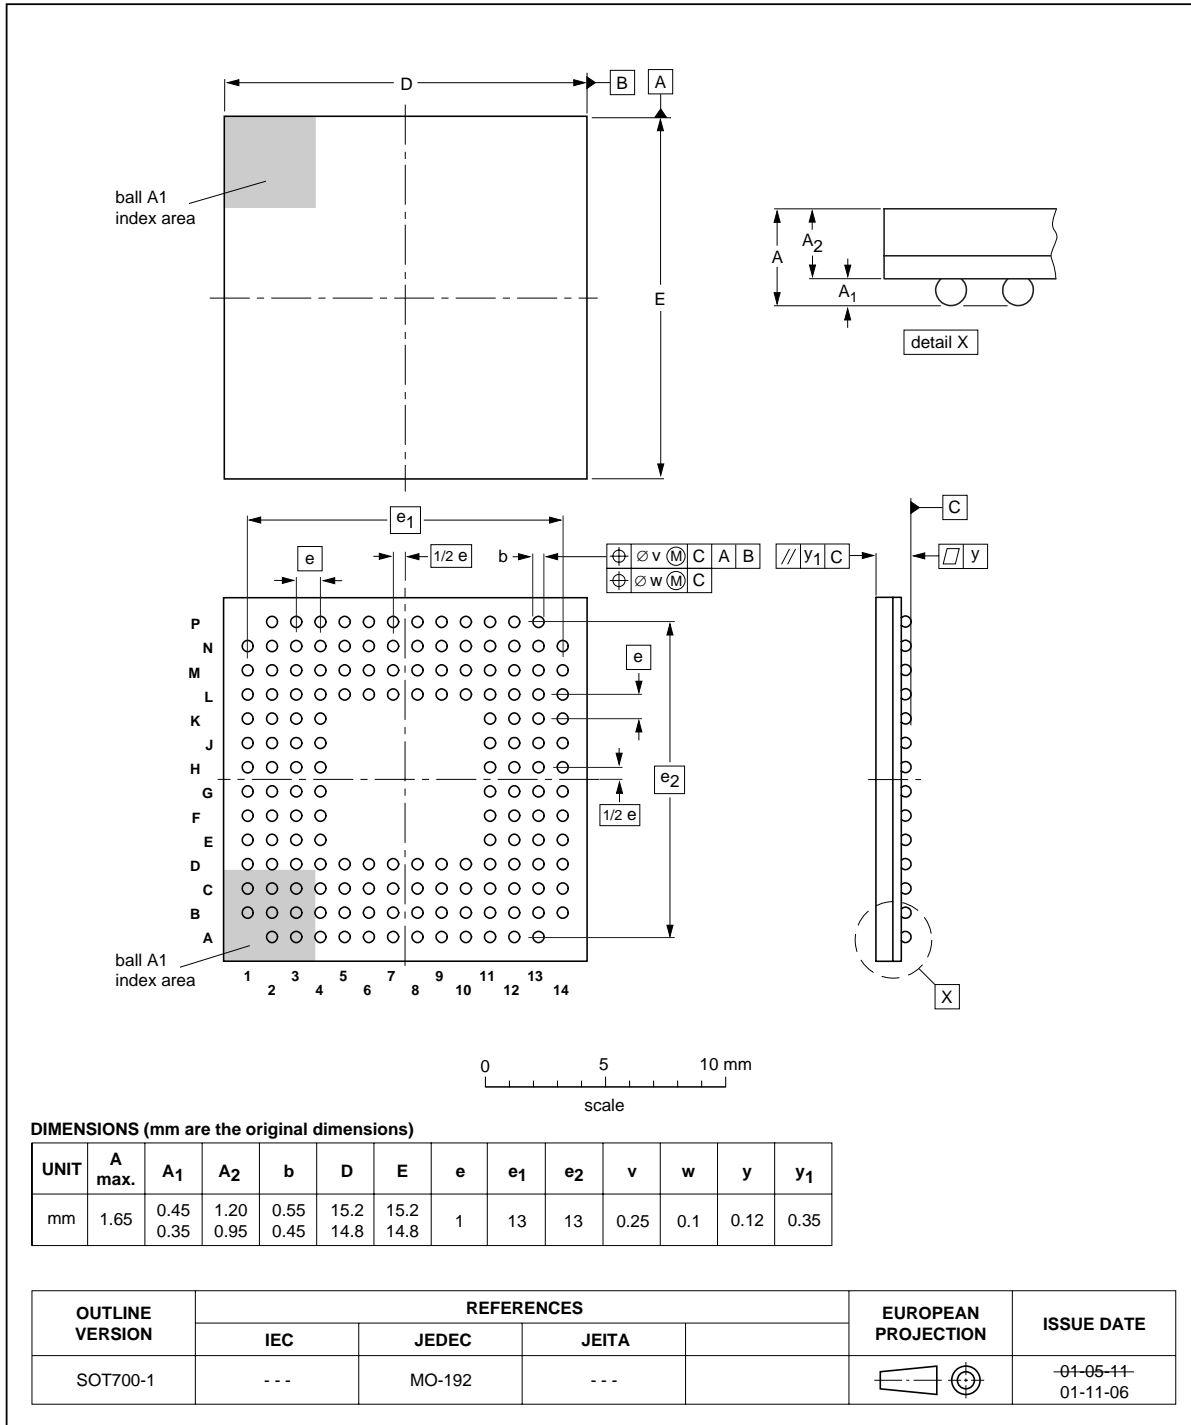 D
B
A
ball A1
index area
E
A
A2
A1
detail X
e1
e
1/2 e
b
⌀ v Ⓜ C A B
⌀ w Ⓜ C
// y1 C
C
⏥ y
P
N
M
L
K
J
H
G
F
E
D
C
B
A
e
e2
1/2 e
ball A1
index area
1 3 5 7 9 11 13
2 4 6 8 10 12 14
X
0 5 10 mm
scale
DIMENSIONS (mm are the original dimensions)
UNIT A max. A1 A2 b D E e e1 e2 v w y y1
mm 1.65 0.45 0.35 1.20 0.95 0.55 0.45 15.2 14.8 15.2 14.8 1 13 13 0.25 0.1 0.12 0.35
OUTLINE VERSION REFERENCES EUROPEAN PROJECTION ISSUE DATE
IEC JEDEC JEITA
SOT700-1 - - - MO-192 - - - 01-05-11
01-11-06